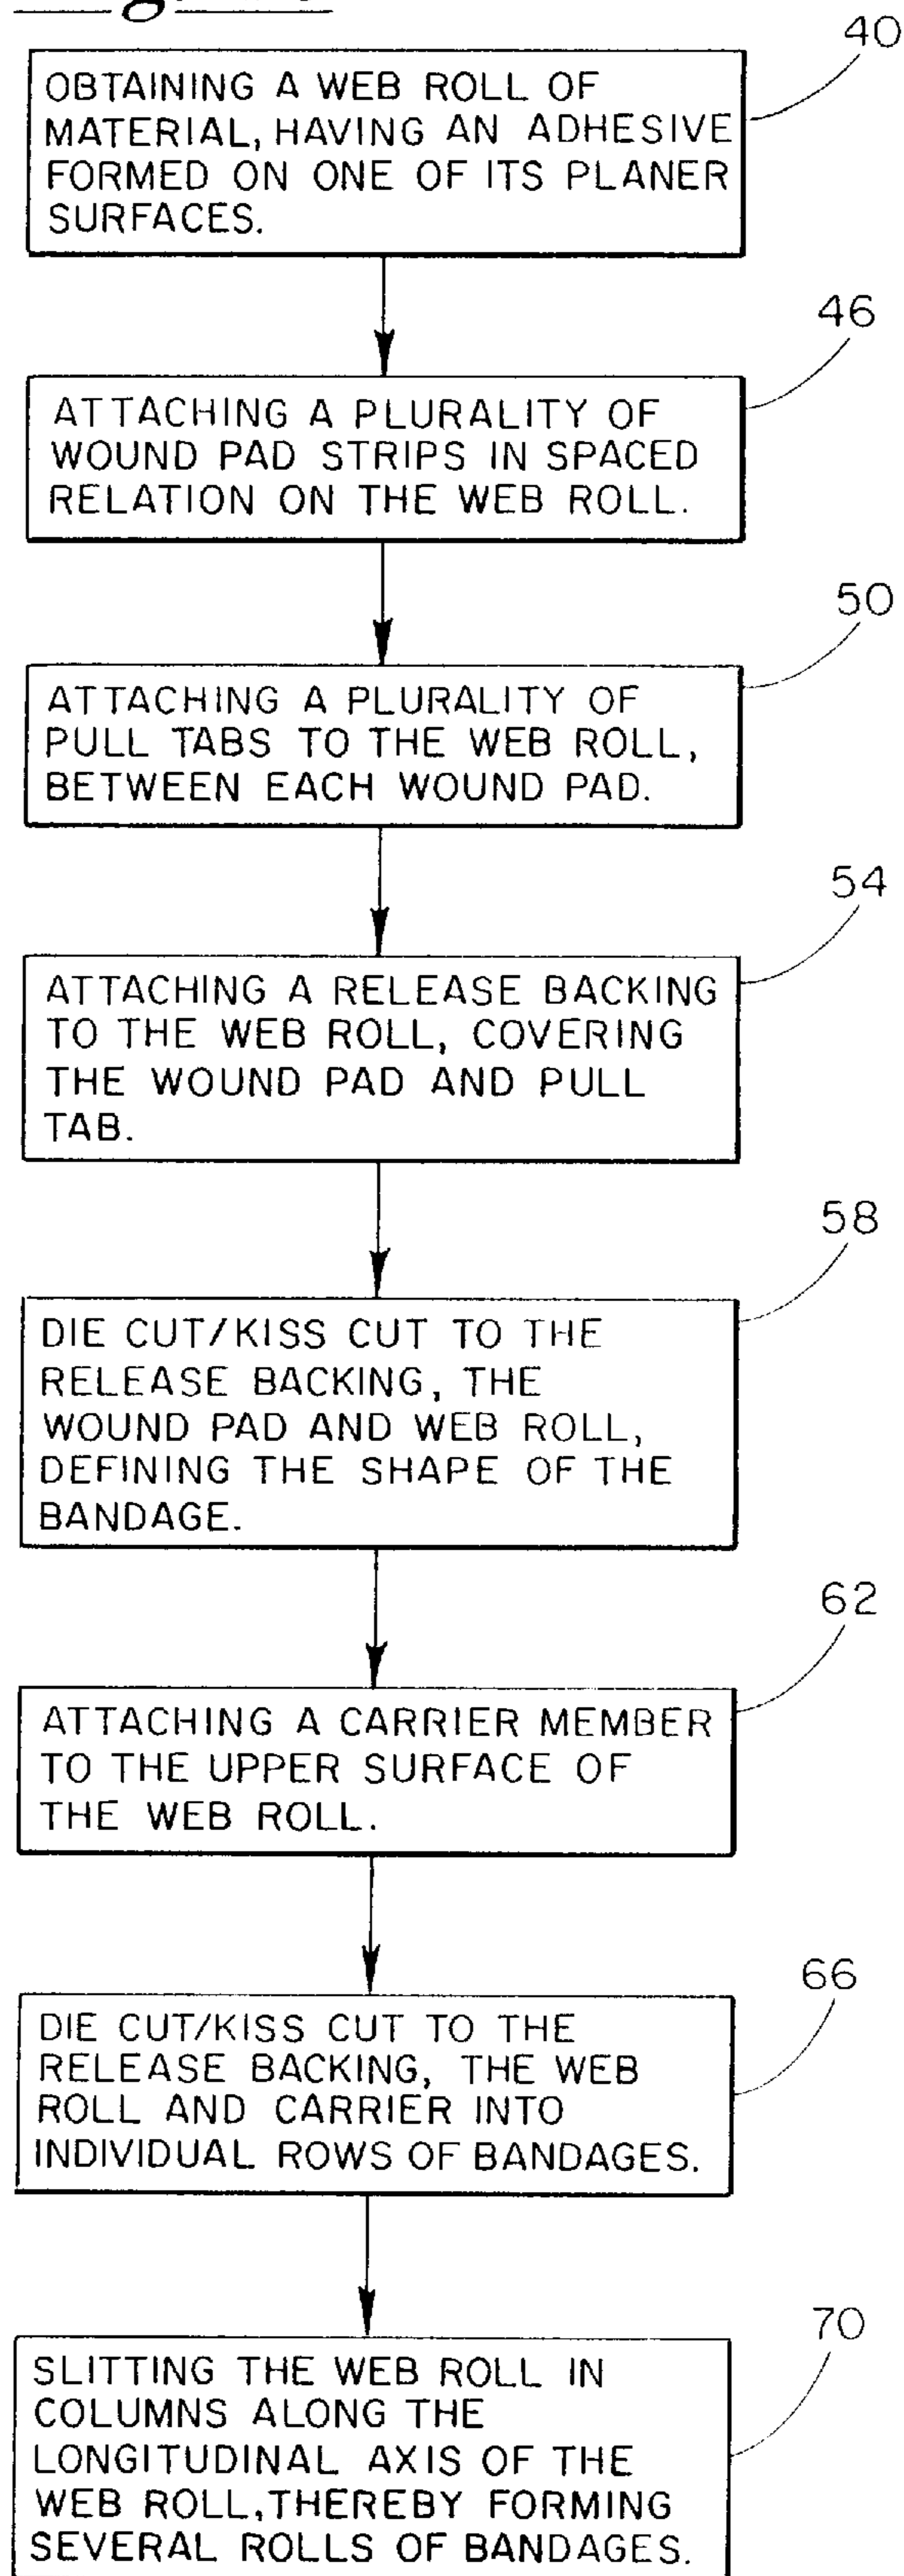 40
OBTAINING A WEB ROLL OF
MATERIAL, HAVING AN ADHESIVE
FORMED ON ONE OF ITS PLANER
SURFACES.
46
ATTACHING A PLURALITY OF
WOUND PAD STRIPS IN SPACED
RELATION ON THE WEB ROLL.
50
ATTACHING A PLURALITY OF
PULL TABS TO THE WEB ROLL,
BETWEEN EACH WOUND PAD.
54
ATTACHING A RELEASE BACKING
TO THE WEB ROLL, COVERING
THE WOUND PAD AND PULL
TAB.
58
DIE CUT/KISS CUT TO THE
RELEASE BACKING, THE
WOUND PAD AND WEB ROLL,
DEFINING THE SHAPE OF THE
BANDAGE.
62
ATTACHING A CARRIER MEMBER
TO THE UPPER SURFACE OF
THE WEB ROLL.
66
DIE CUT/KISS CUT TO THE
RELEASE BACKING, THE WEB
ROLL AND CARRIER INTO
INDIVIDUAL ROWS OF BANDAGES.
70
SLITTING THE WEB ROLL IN
COLUMNS ALONG THE
LONGITUDINAL AXIS OF THE
WEB ROLL,THEREBY FORMING
SEVERAL ROLLS OF BANDAGES.